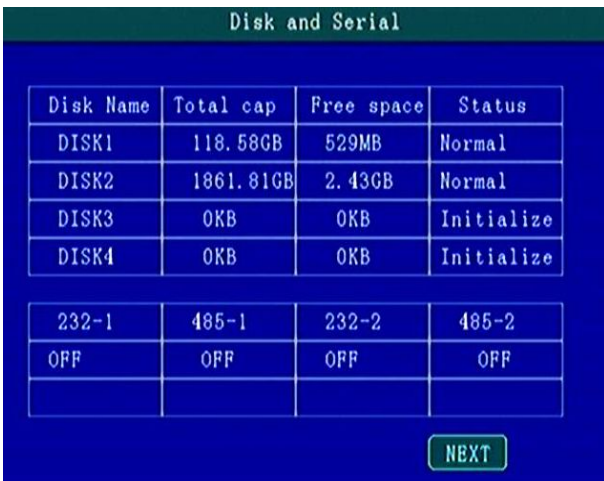 Disk and Serial
Disk Name Total cap Free space Status
DISK1 118.58GB 529MB Normal
DISK2 1861.81GB 2.43GB Normal
DISK3 0KB 0KB Initialize
DISK4 0KB 0KB Initialize
232-1 485-1 232-2 485-2
OFF OFF OFF OFF
NEXT